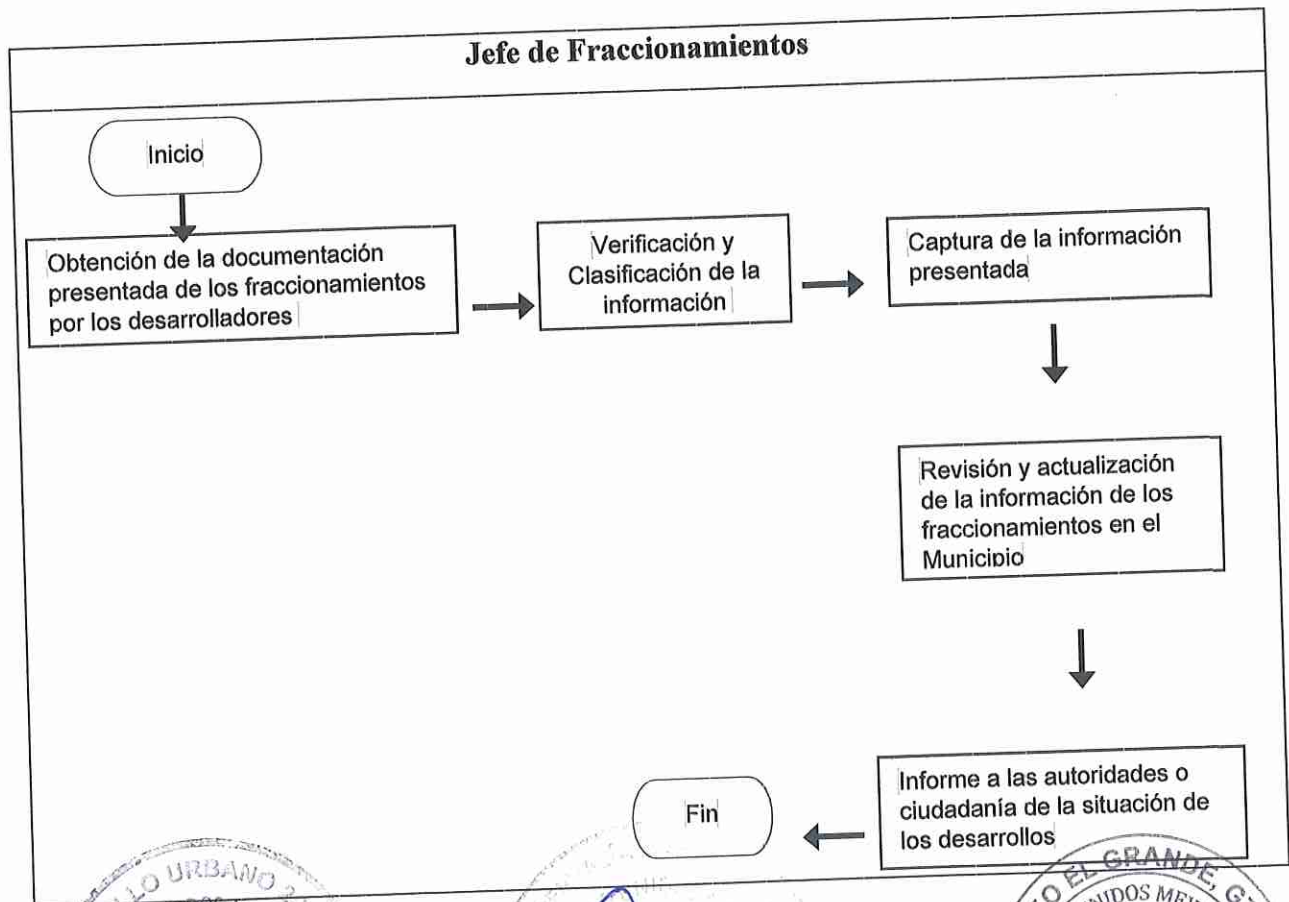 Jefe de Fraccionamientos
Inicio
Obtención de la documentación
presentada de los fraccionamientos
por los desarrolladores
Verificación y
Clasificación de la
información
Captura de la información
presentada
Revisión y actualización
de la información de los
fraccionamientos en el
Municipio
Informe a las autoridades o
ciudadanía de la situación de
los desarrollos
Fin
URBANO
EL GRANDE,